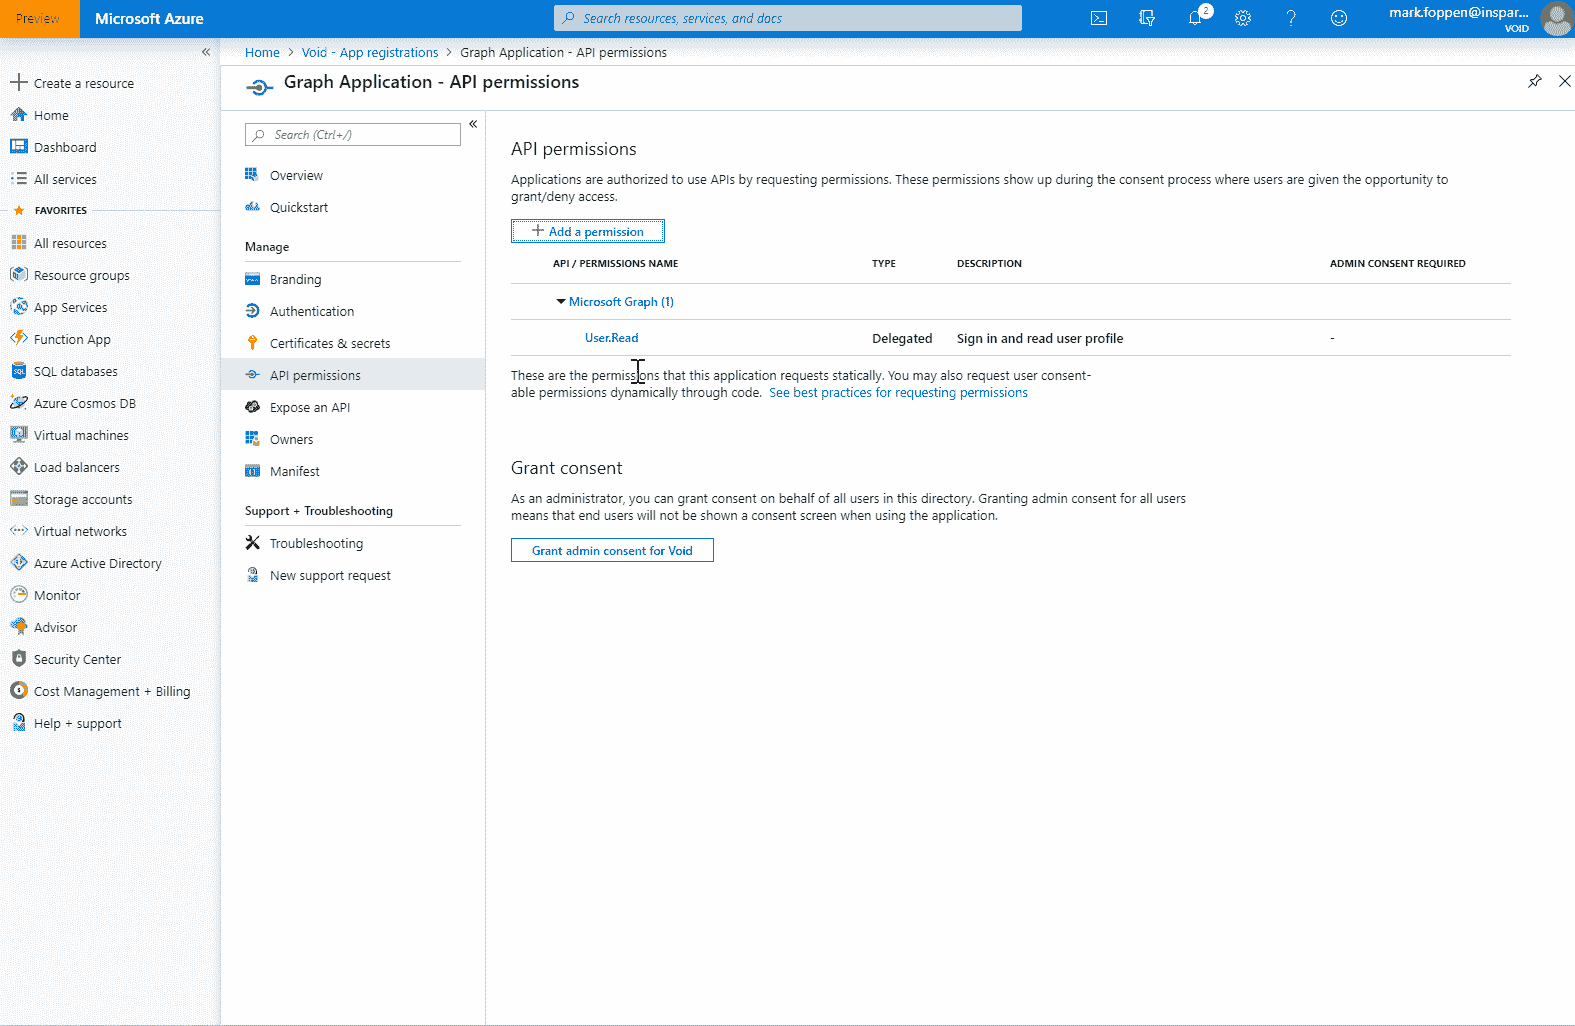 Preview
Microsoft Azure
Search resources, services, and docs
2
mark.foppen@inspar...
VOID
Create a resource
Home
Dashboard
All services
FAVORITES
All resources
Resource groups
App Services
Function App
SQL databases
Azure Cosmos DB
Virtual machines
Load balancers
Storage accounts
Virtual networks
Azure Active Directory
Monitor
Advisor
Security Center
Cost Management + Billing
Help + support
Home > Void - App registrations > Graph Application - API permissions
Graph Application - API permissions
Search (Ctrl+/)
Overview
Quickstart
Manage
Branding
Authentication
Certificates & secrets
API permissions
Expose an API
Owners
Manifest
Support + Troubleshooting
Troubleshooting
New support request
API permissions
Applications are authorized to use APIs by requesting permissions. These permissions show up during the consent process where users are given the opportunity to
grant/deny access.
Add a permission
API / PERMISSIONS NAME TYPE DESCRIPTION ADMIN CONSENT REQUIRED
Microsoft Graph (1)
User.Read Delegated Sign in and read user profile -
These are the permissions that this application requests statically. You may also request user consent-
able permissions dynamically through code. See best practices for requesting permissions
Grant consent
As an administrator, you can grant consent on behalf of all users in this directory. Granting admin consent for all users
means that end users will not be shown a consent screen when using the application.
Grant admin consent for Void